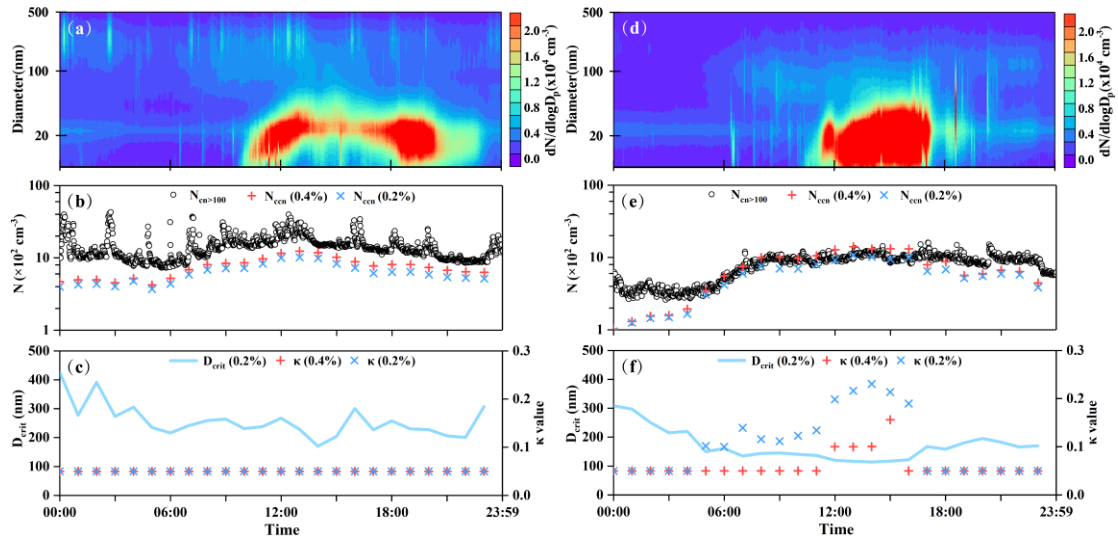 (a)
500
100
20
Diameter(nm)
2.0
1.6
1.2
0.8
0.4
0.0
dN/dlogDp(x10⁴ cm⁻³)
(d)
500
100
20
Diameter(nm)
2.0
1.6
1.2
0.8
0.4
0.0
dN/dlogDp(x10⁴ cm⁻³)
(b)
Ncn>100 Nccn (0.4%) Nccn (0.2%)
100
10
1
N (×10² cm⁻³)
(e)
Ncn>100 Nccn (0.4%) Nccn (0.2%)
100
10
1
N (×10² cm⁻³)
(c)
Dcrit (0.2%) κ (0.4%) κ (0.2%)
500
400
300
200
100
0
Dcrit (nm)
0.3
0.2
0.1
0.0
κ value
00:00 06:00 12:00 18:00 23:59
Time
(f)
Dcrit (0.2%) κ (0.4%) κ (0.2%)
500
400
300
200
100
0
Dcrit (nm)
0.3
0.2
0.1
0.0
κ value
00:00 06:00 12:00 18:00 23:59
Time